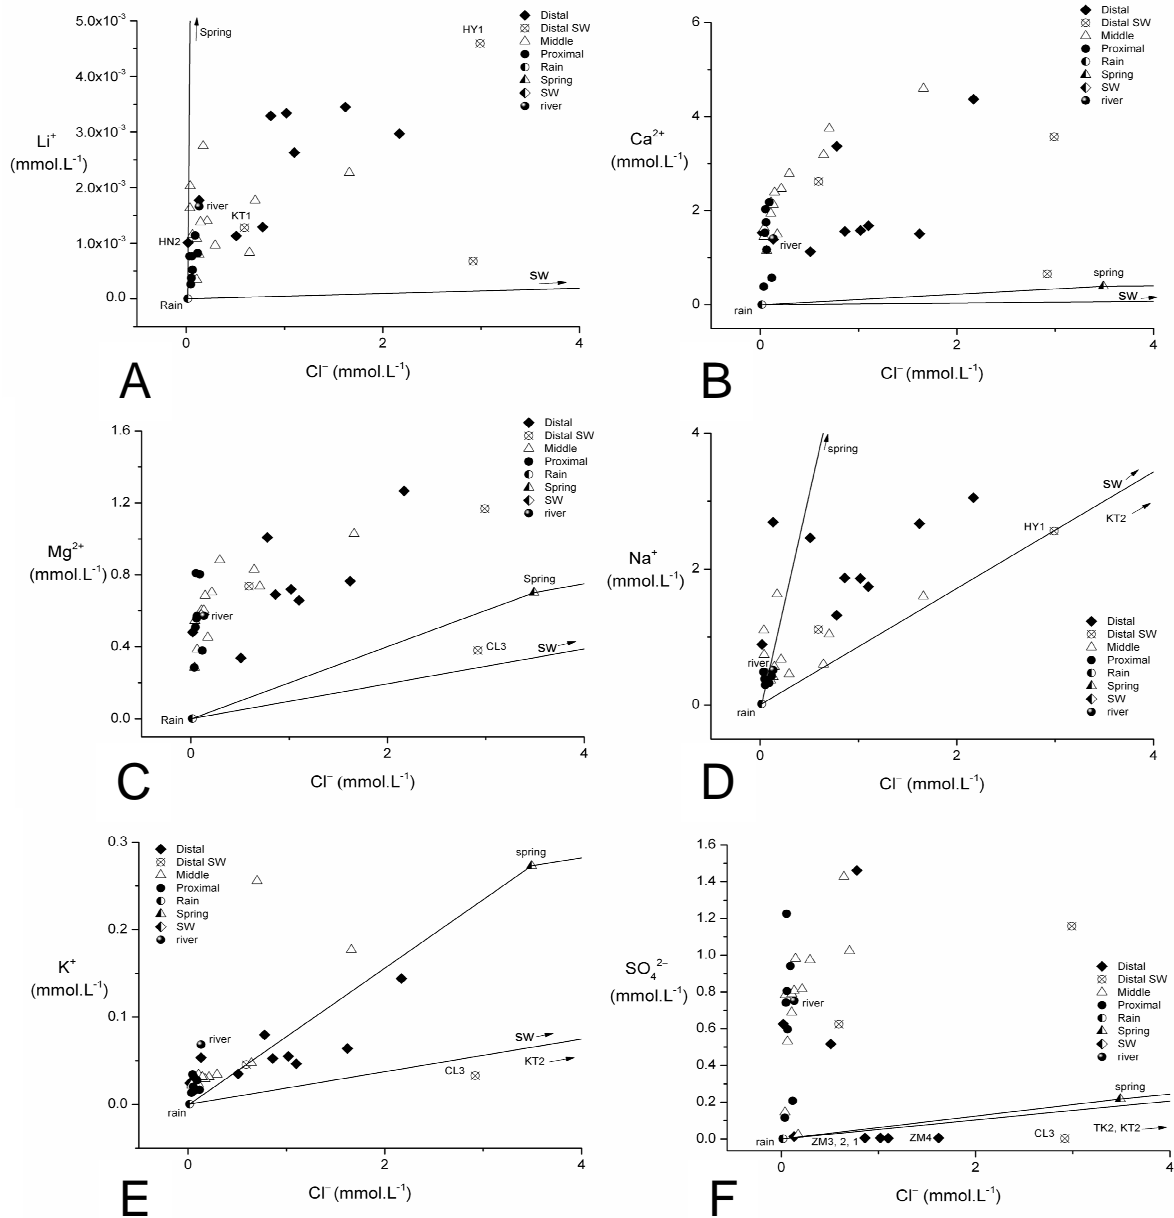 5.0x10⁻³
4.0x10⁻³
3.0x10⁻³
2.0x10⁻³
1.0x10⁻³
0.0
Li⁺
(mmol.L⁻¹)
Spring
HY1
river
KT1
HN2
Rain
SW
Distal
Distal SW
Middle
Proximal
Rain
Spring
SW
river
0 2 4
Cl⁻ (mmol.L⁻¹)
A
6
4
2
0
Ca²⁺
(mmol.L⁻¹)
Distal
Distal SW
Middle
Proximal
Rain
Spring
SW
river
river
spring
SW
rain
0 2 4
Cl⁻ (mmol.L⁻¹)
B
1.6
1.2
0.8
0.4
0.0
Mg²⁺
(mmol.L⁻¹)
Distal
Distal SW
Middle
Proximal
Rain
Spring
SW
river
river
Spring
CL3
SW
Rain
0 2 4
Cl⁻ (mmol.L⁻¹)
C
4
2
0
Na⁺
(mmol.L⁻¹)
spring
SW
HY1
KT2
river
rain
Distal
Distal SW
Middle
Proximal
Rain
Spring
SW
river
0 2 4
Cl⁻ (mmol.L⁻¹)
D
0.3
0.2
0.1
0.0
K⁺
(mmol.L⁻¹)
Distal
Distal SW
Middle
Proximal
Rain
Spring
SW
river
spring
river
SW
KT2
CL3
rain
0 2 4
Cl⁻ (mmol.L⁻¹)
E
1.6
1.4
1.2
1.0
0.8
0.6
0.4
0.2
0.0
SO₄²⁻
(mmol.L⁻¹)
Distal
Distal SW
Middle
Proximal
Rain
Spring
SW
river
river
spring
TK2, KT2
rain
ZM3, 2, 1
ZM4
CL3
0 2 4
Cl⁻ (mmol.L⁻¹)
F